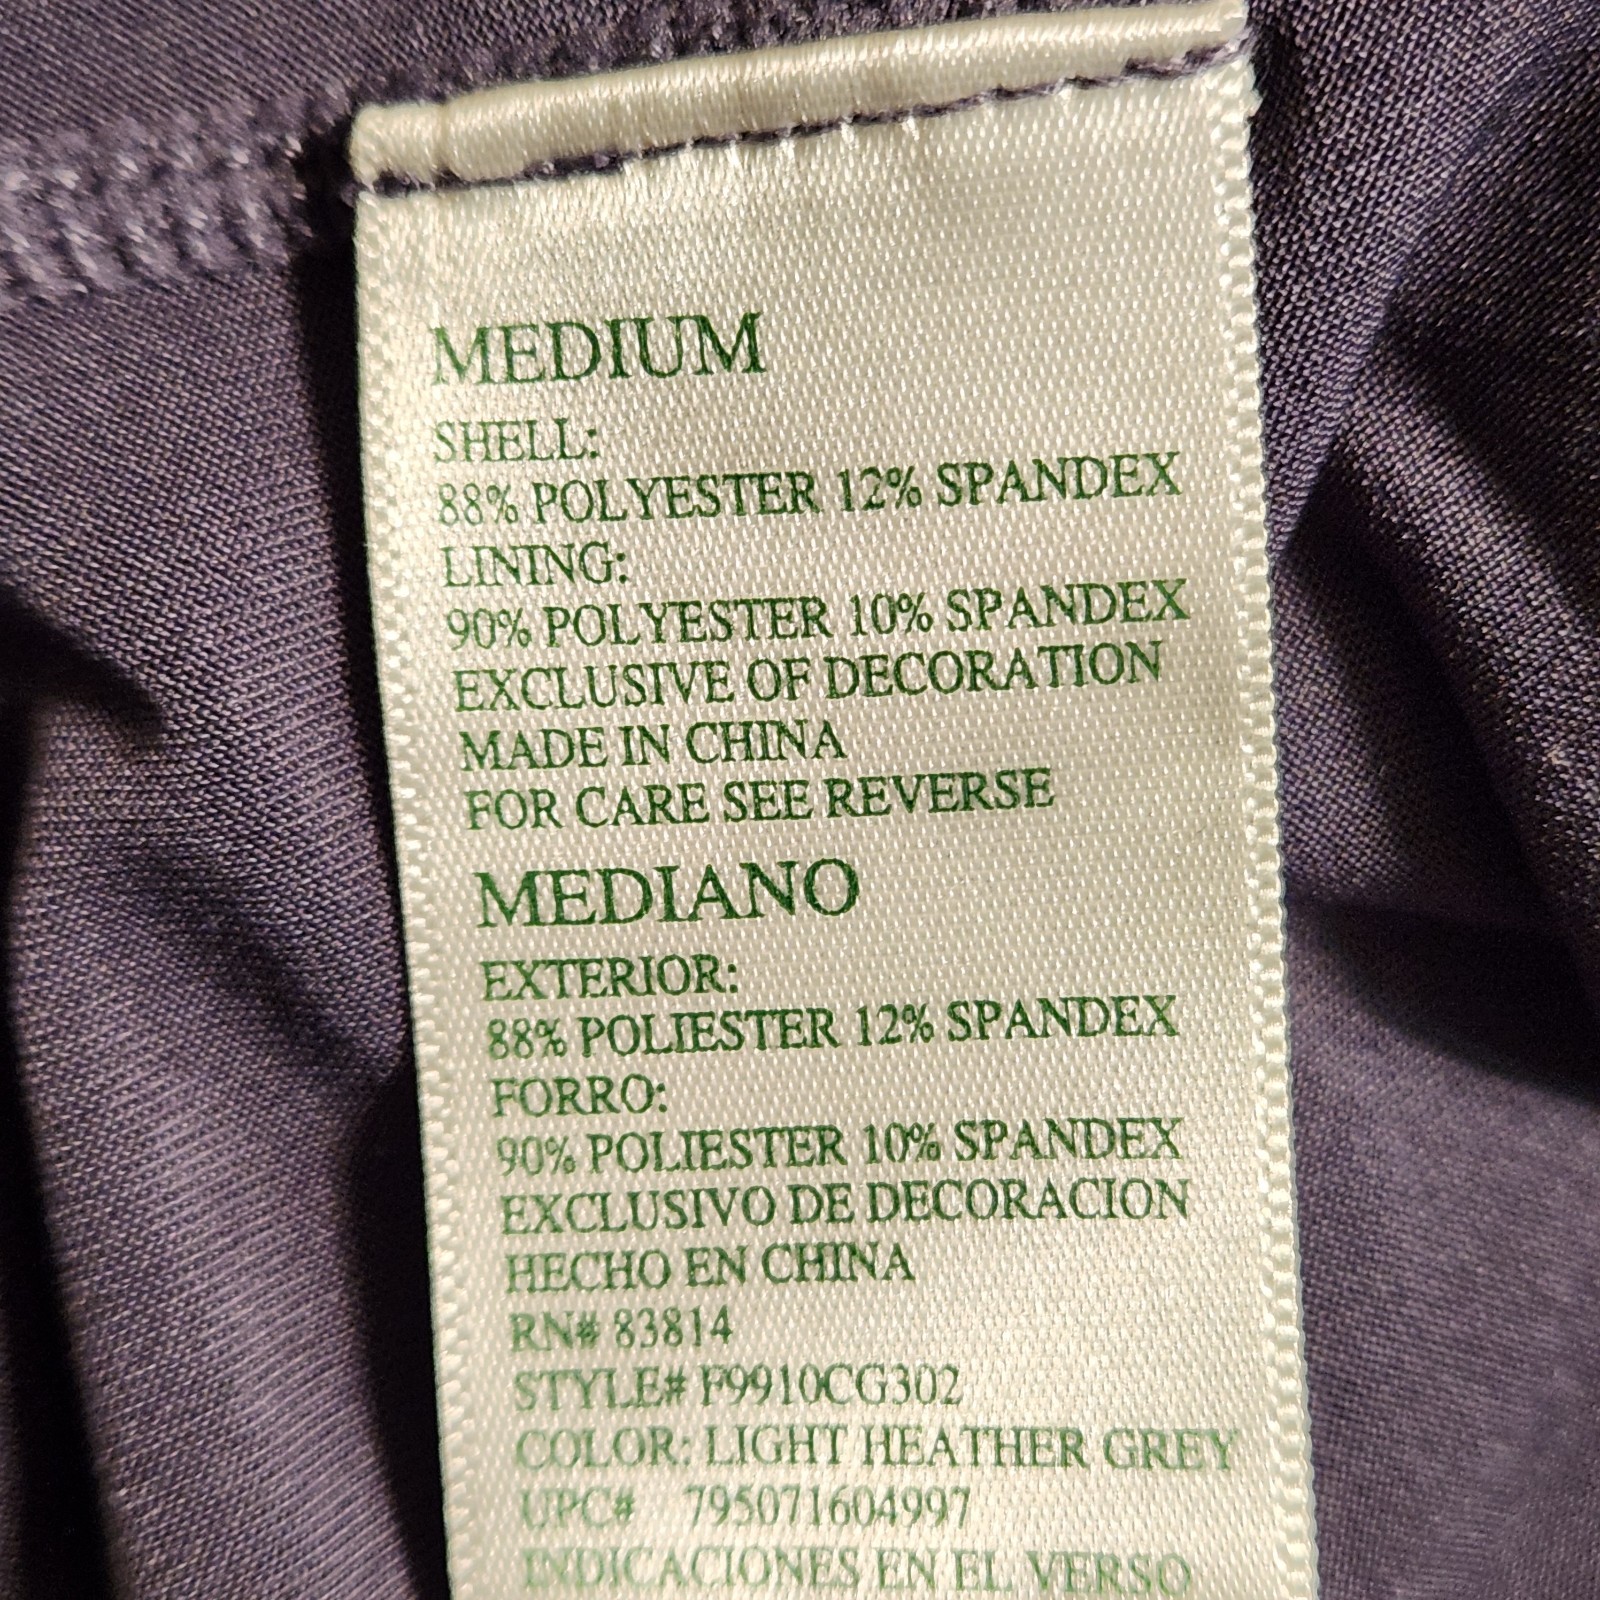 MEDIUM
SHELL:
88% POLYESTER 12% SPANDEX
LINING:
90% POLYESTER 10% SPANDEX
EXCLUSIVE OF DECORATION
MADE IN CHINA
FOR CARE SEE REVERSE
MEDIANO
EXTERIOR:
88% POLIESTER 12% SPANDEX
FORRO:
90% POLIESTER 10% SPANDEX
EXCLUSIVO DE DECORACION
HECHO EN CHINA
RN# 83814
STYLE# F9910CG302
COLOR: LIGHT HEATHER GREY
UPC# 795071604997
INDICACIONES EN EL VERSO